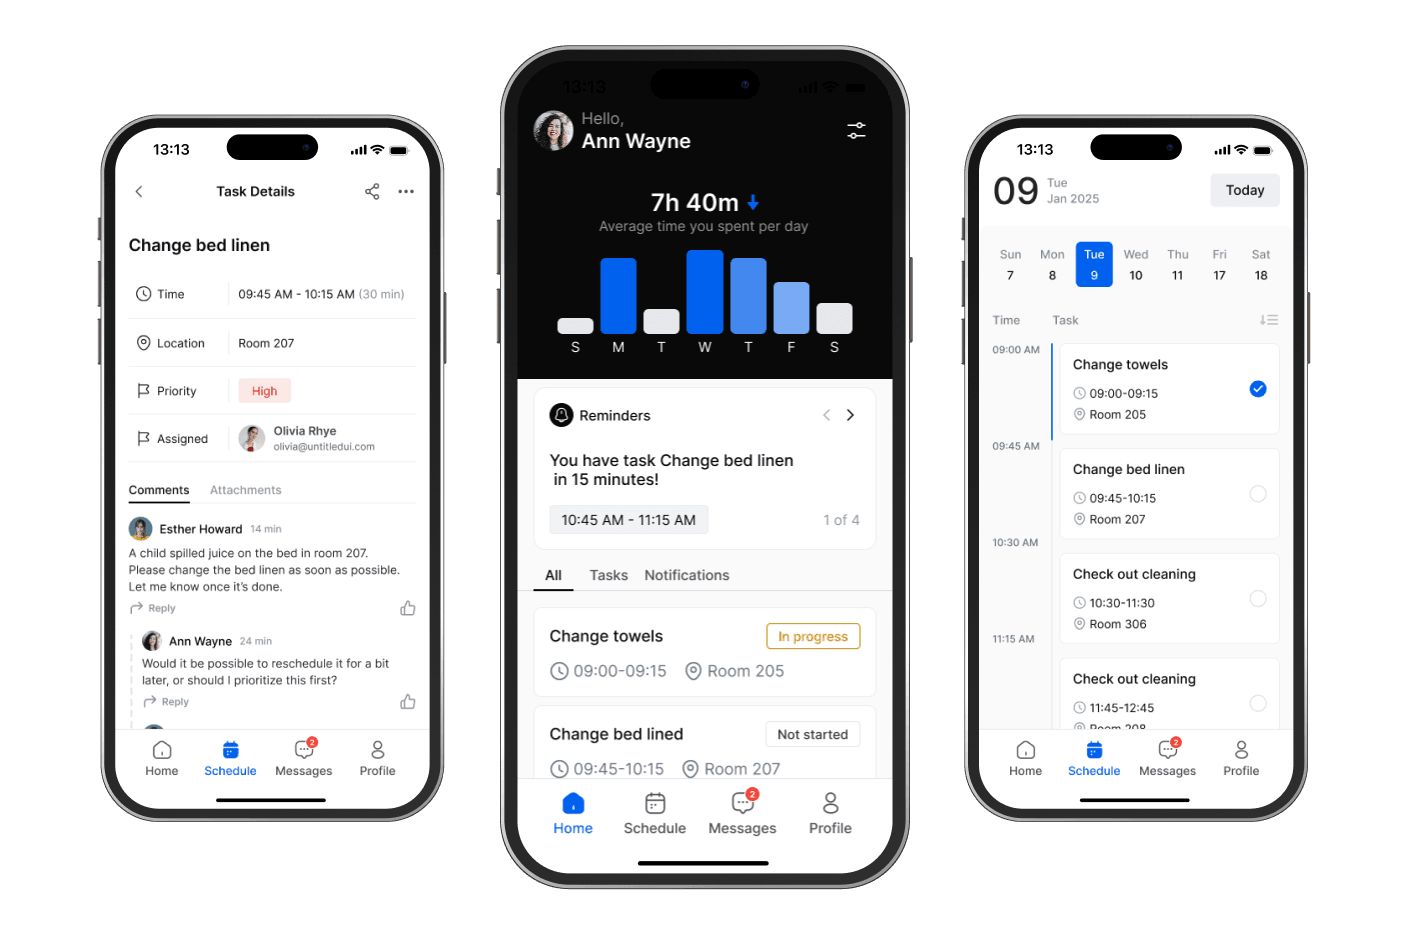 13:13
Task Details
Change bed linen
Time 09:45 AM - 10:15 AM (30 min)
Location Room 207
Priority High
Assigned Olivia Rhye
olivia@untitledui.com
Comments Attachments
Esther Howard 14 min
A child spilled juice on the bed in room 207.
Please change the bed linen as soon as possible.
Let me know once it's done.
Reply
Ann Wayne 24 min
Would it be possible to reschedule it for a bit
later, or should I prioritize this first?
Reply
2
Home Schedule Messages Profile
13:13
Hello,
Ann Wayne
7h 40m
Average time you spent per day
S M T W T F S
Reminders
You have task Change bed linen
in 15 minutes!
10:45 AM - 11:15 AM 1 of 4
All Tasks Notifications
Change towels In progress
09:00-09:15 Room 205
Change bed lined Not started
09:45-10:15 Room 207
2
Home Schedule Messages Profile
13:13
09 Tue
Jan 2025
Today
Sun Mon Tue Wed Thu Fri Sat
7 8 9 10 11 17 18
Time Task
09:00 AM
Change towels
09:00-09:15
Room 205
09:45 AM
Change bed linen
09:45-10:15
Room 207
10:30 AM
Check out cleaning
10:30-11:30
Room 306
11:15 AM
Check out cleaning
11:45-12:45
Room 208
2
Home Schedule Messages Profile